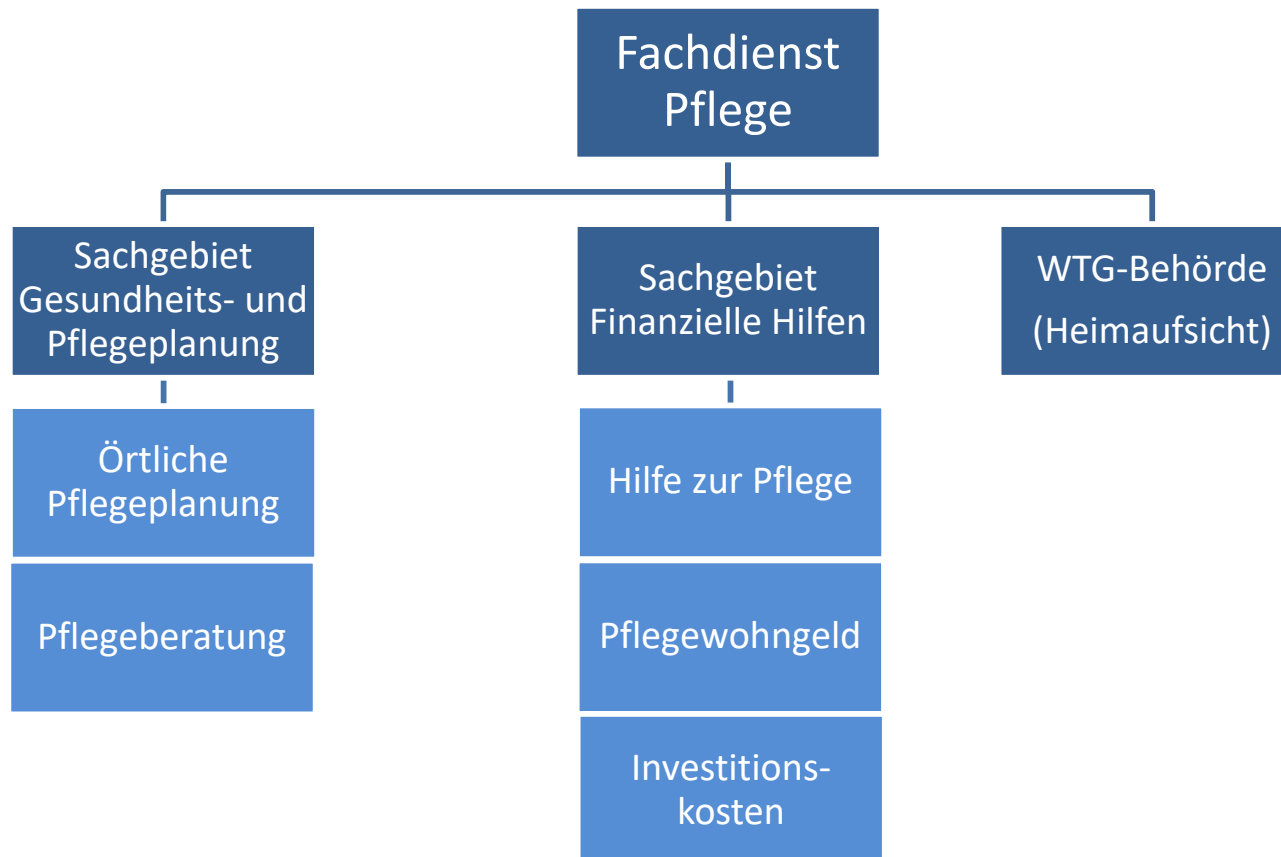 Fachdienst
Pflege
Sachgebiet
Gesundheits- und
Pflegeplanung
Örtliche
Pflegeplanung
Pflegeberatung
Sachgebiet
Finanzielle Hilfen
Hilfe zur Pflege
Pflegewohngeld
Investitions-
kosten
WTG-Behörde
(Heimaufsicht)